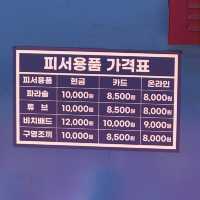 피서용품 가격표
피서용품 현금 카드 온라인
파라솔 10,000원 8,500원 8,000원
튜브 10,000원 8,500원 8,000원
비치배드 12,000원 10,000원 9,000원
구명조끼 10,000원 8,500원 8,000원